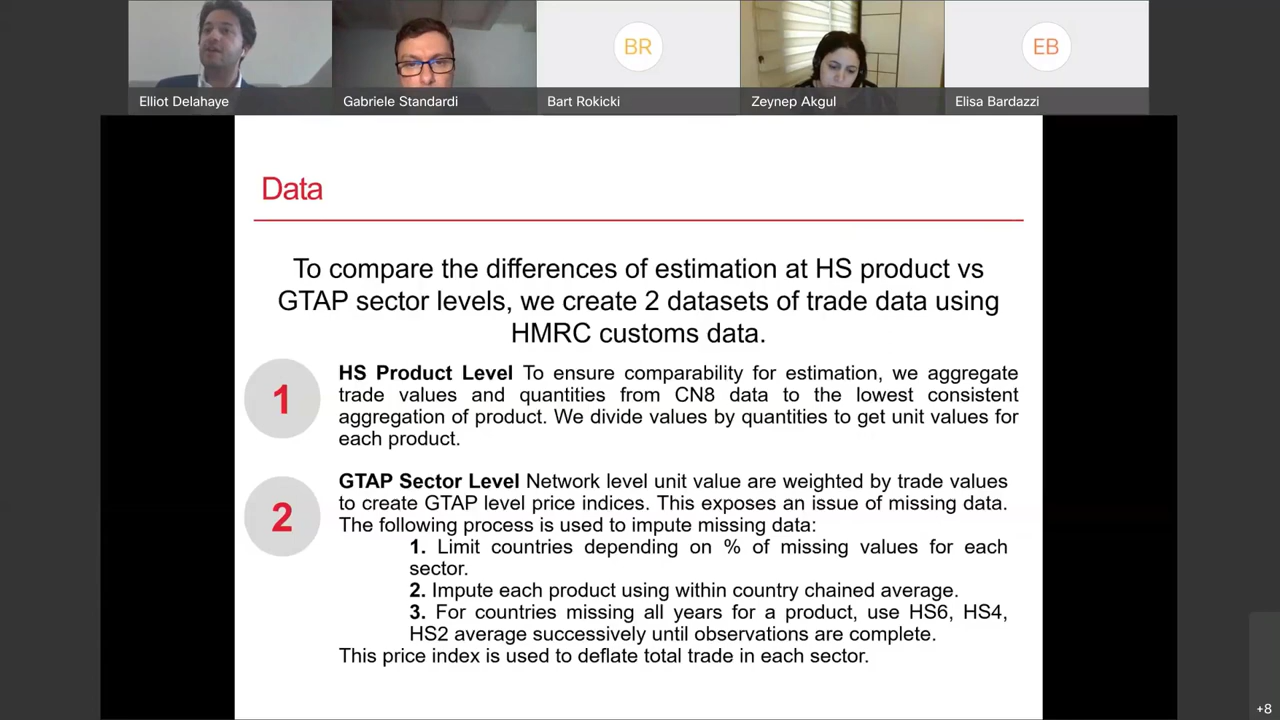 Elliot Delahaye
Gabriele Standardi
BR
Bart Rokicki
Zeynep Akgul
EB
Elisa Bardazzi
Data
To compare the differences of estimation at HS product vs
GTAP sector levels, we create 2 datasets of trade data using
HMRC customs data.
1
HS Product Level To ensure comparability for estimation, we aggregate
trade values and quantities from CN8 data to the lowest consistent
aggregation of product. We divide values by quantities to get unit values for
each product.
2
GTAP Sector Level Network level unit value are weighted by trade values
to create GTAP level price indices. This exposes an issue of missing data.
The following process is used to impute missing data:
1. Limit countries depending on % of missing values for each
sector.
2. Impute each product using within country chained average.
3. For countries missing all years for a product, use HS6, HS4,
HS2 average successively until observations are complete.
This price index is used to deflate total trade in each sector.
+8